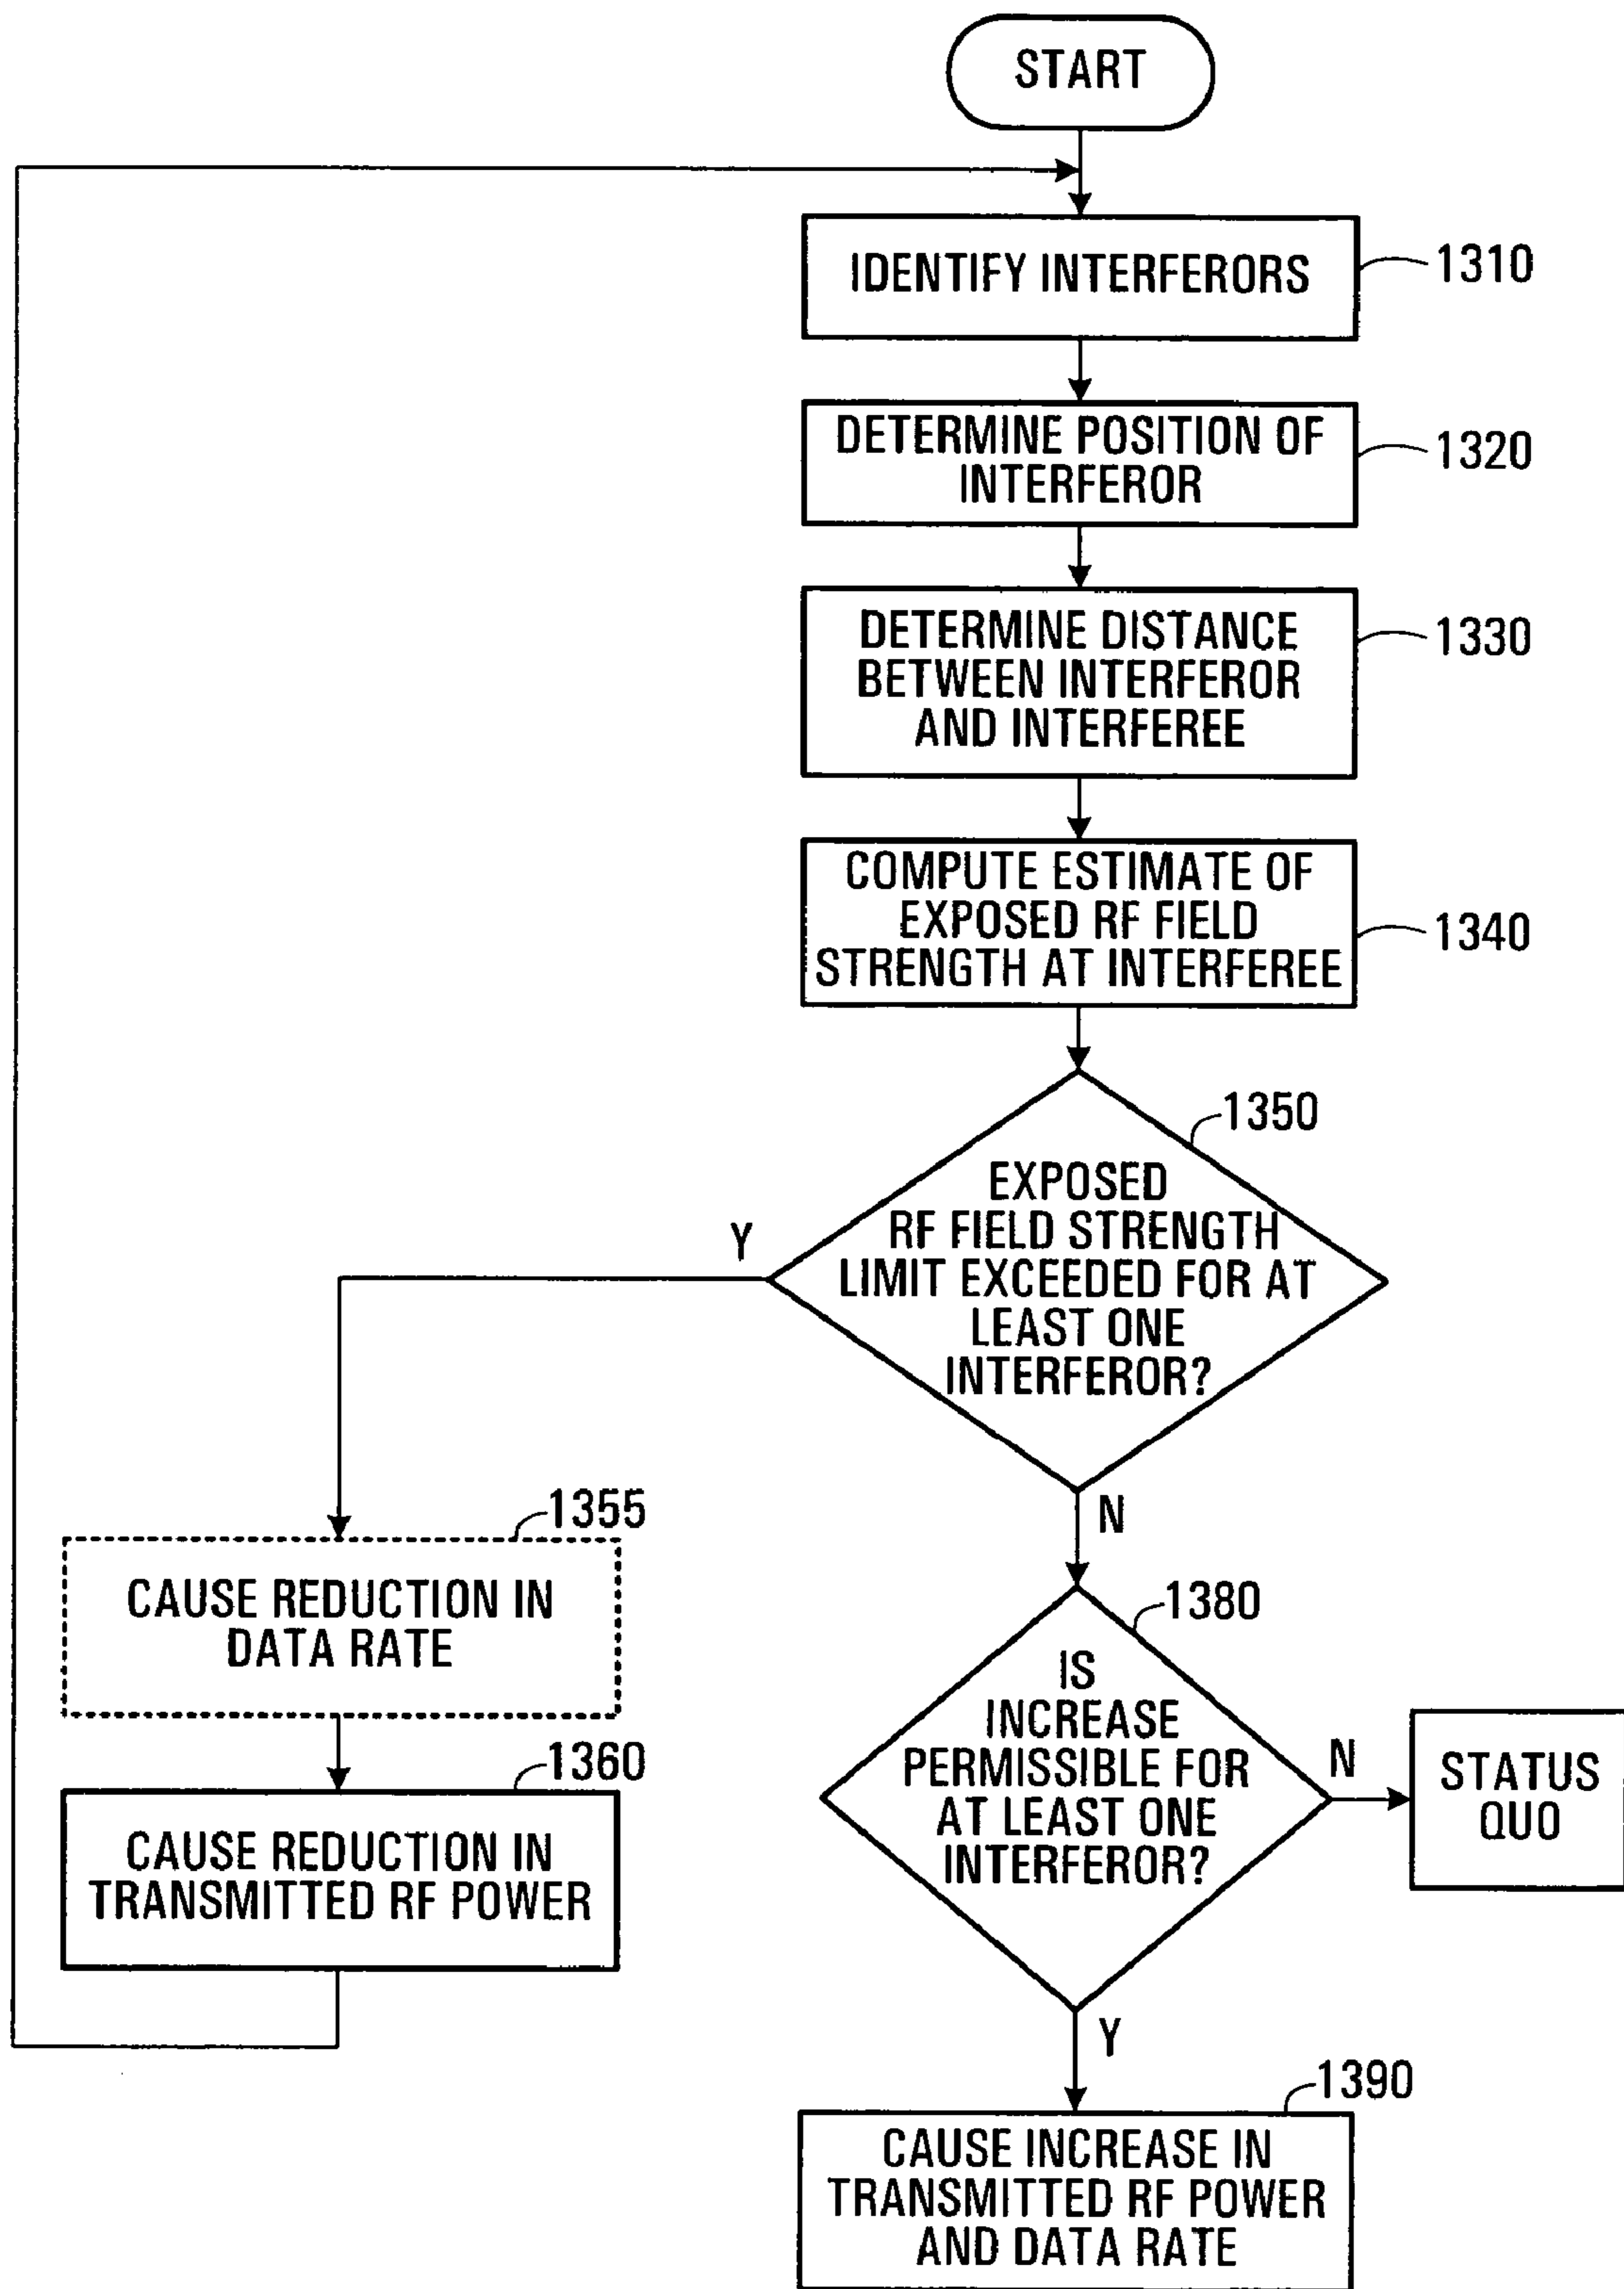 START
IDENTIFY INTERFERORS
1310
DETERMINE POSITION OF
INTERFEROR
1320
DETERMINE DISTANCE
BETWEEN INTERFEROR
AND INTERFEREE
1330
COMPUTE ESTIMATE OF
EXPOSED RF FIELD
STRENGTH AT INTERFEREE
1340
1350
EXPOSED
RF FIELD STRENGTH
LIMIT EXCEEDED FOR AT
LEAST ONE
INTERFEROR?
Y
N
1355
CAUSE REDUCTION IN
DATA RATE
1360
CAUSE REDUCTION IN
TRANSMITTED RF POWER
1380
IS
INCREASE
PERMISSIBLE FOR
AT LEAST ONE
INTERFEROR?
N
STATUS
QUO
Y
1390
CAUSE INCREASE IN
TRANSMITTED RF POWER
AND DATA RATE